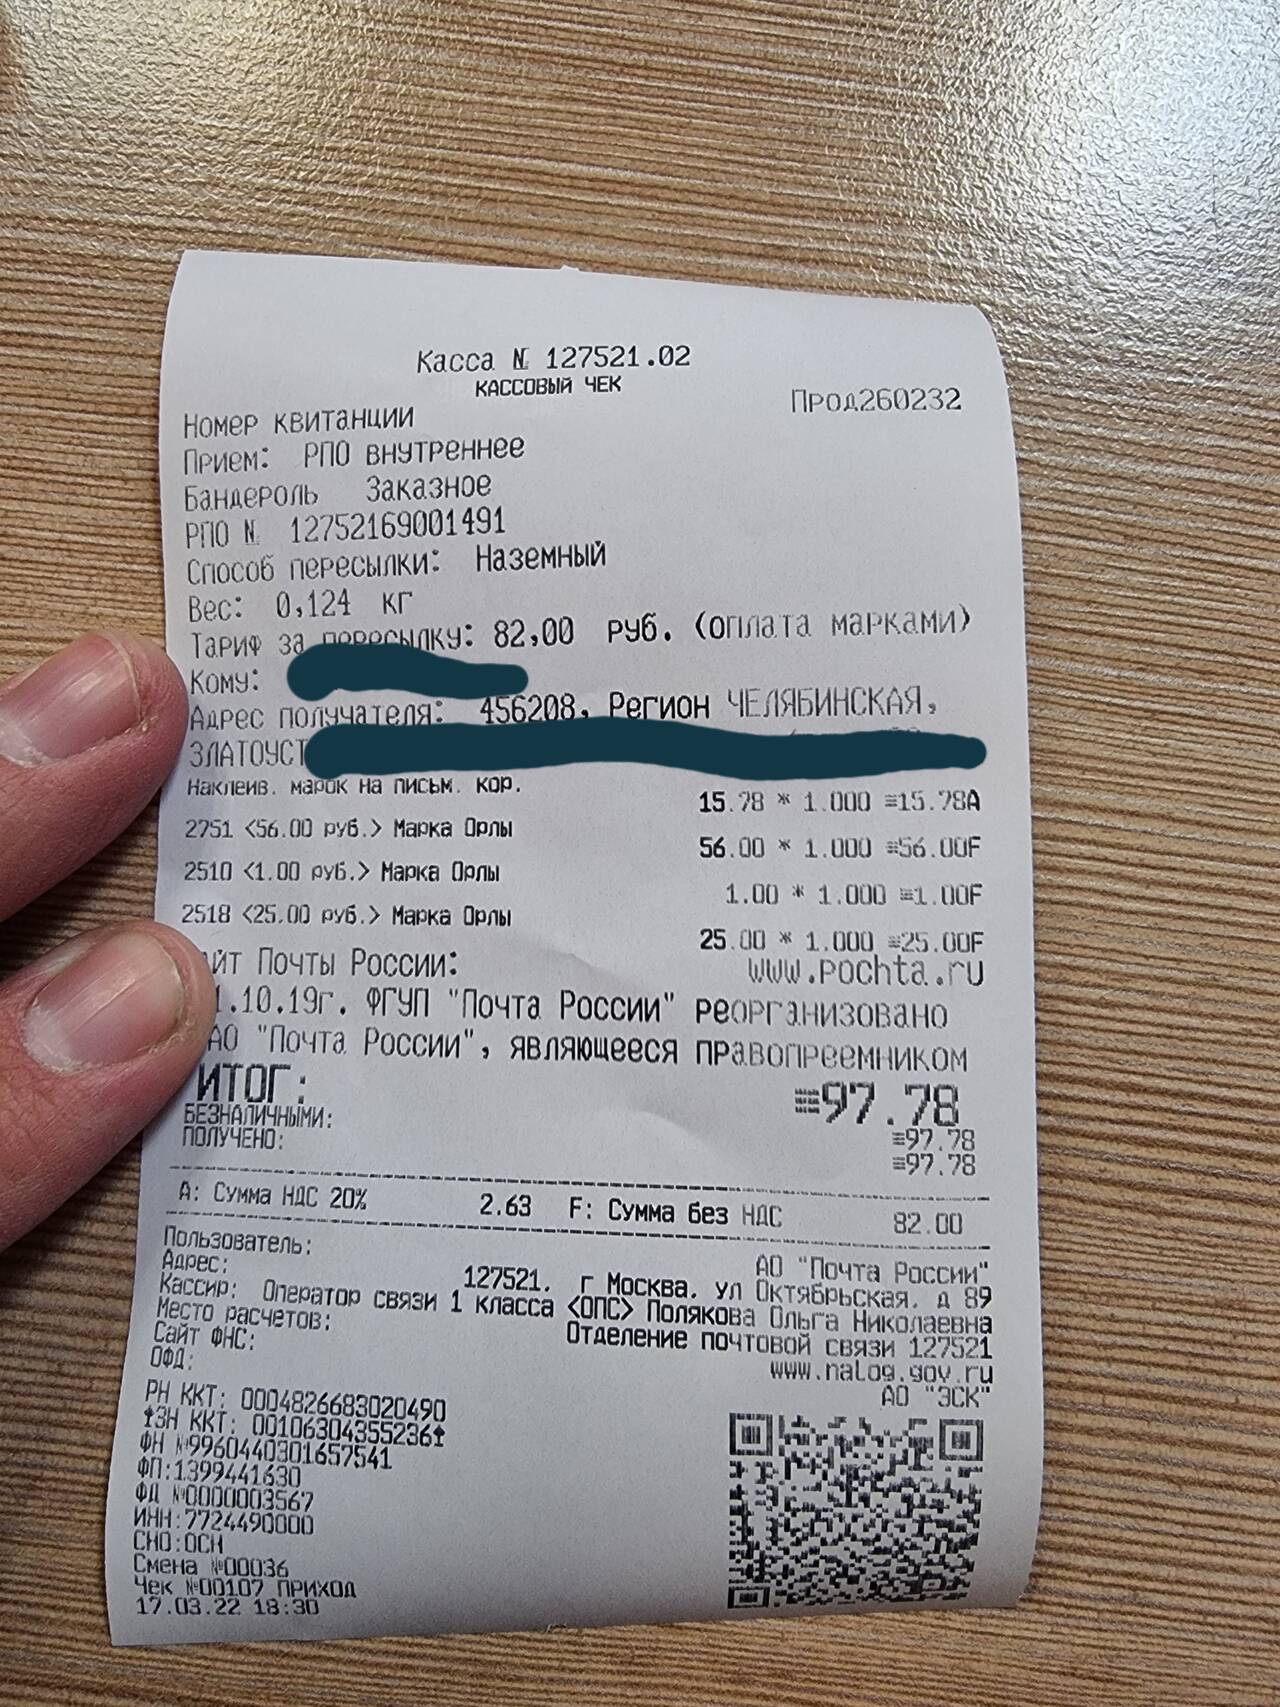 Касса № 127521.02
КАССОВЫЙ ЧЕК
Прод260232
Номер квитанции
Прием: РПО внутреннее
Бандероль Заказное
РПО № 12752169001491
Способ пересылки: Наземный
Вес: 0,124 кг
Тариф за пересылку: 82,00 руб. (оплата марками)
Кому:
Адрес получателя: 456208, Регион ЧЕЛЯБИНСКАЯ,
ЗЛАТОУСТ
Наклеив. марок на письм. кор.
15.78 * 1.000 ≡15.78А
2751 <56.00 руб.> Марка Орлы
56.00 * 1.000 ≡56.00F
2510 <1.00 руб.> Марка Орлы
1.00 * 1.000 ≡1.00F
2518 <25.00 руб.> Марка Орлы
25.00 * 1.000 ≡25.00F
йт Почты России: www.pochta.ru
1.10.19г. ФГУП "Почта России" реорганизовано
АО "Почта России", являющееся правопреемником
ИТОГ: ≡97.78
БЕЗНАЛИЧНЫМИ: ≡97.78
ПОЛУЧЕНО: ≡97.78
А: Сумма НДС 20% 2.63 F: Сумма без НДС 82.00
Пользователь: АО "Почта России"
Адрес: 127521, г Москва, ул Октябрьская, д 89
Кассир: Оператор связи 1 класса <ОПС> Полякова Ольга Николаевна
Место расчетов: Отделение почтовой связи 127521
Сайт ФНС: www.nalog.gov.ru
ОФД: АО "ЭСК"
РН ККТ: 0004826683020490
↑ЗН ККТ: 00106304355236↑
ФН №9960440301657541
ФП:1399441630
ФД №0000003567
ИНН:7724490000
СНО:ОСН
Смена №00036
Чек №00107 ПРИХОД
17.03.22 18:30